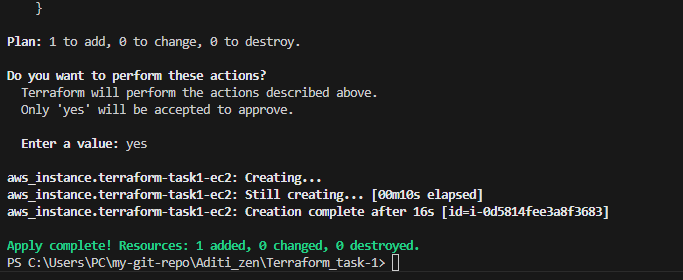 }
Plan: 1 to add, 0 to change, 0 to destroy.
Do you want to perform these actions?
Terraform will perform the actions described above.
Only 'yes' will be accepted to approve.
Enter a value: yes
aws_instance.terraform-task1-ec2: Creating...
aws_instance.terraform-task1-ec2: Still creating... [00m10s elapsed]
aws_instance.terraform-task1-ec2: Creation complete after 16s [id=i-0d5814fee3a8f3683]
Apply complete! Resources: 1 added, 0 changed, 0 destroyed.
PS C:\Users\PC\my-git-repo\Aditi_zen\Terraform_task-1>